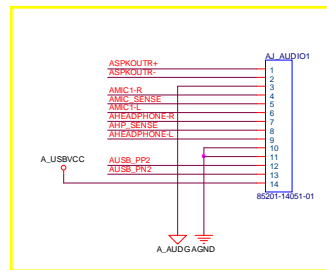 AJ_AUDIO1
ASPKOUTR+ 1
ASPKOUTR- 2
3
AMIC1-R 4
AMIC_SENSE 5
AMIC1-L 6
AHEADPHONE-R 7
AHP_SENSE 8
AHEADPHONE-L 9
10
A_USBVCC 11
AUSB_PP2 12
AUSB_PN2 13
14
85201-14051-01
A_AUDGAGND